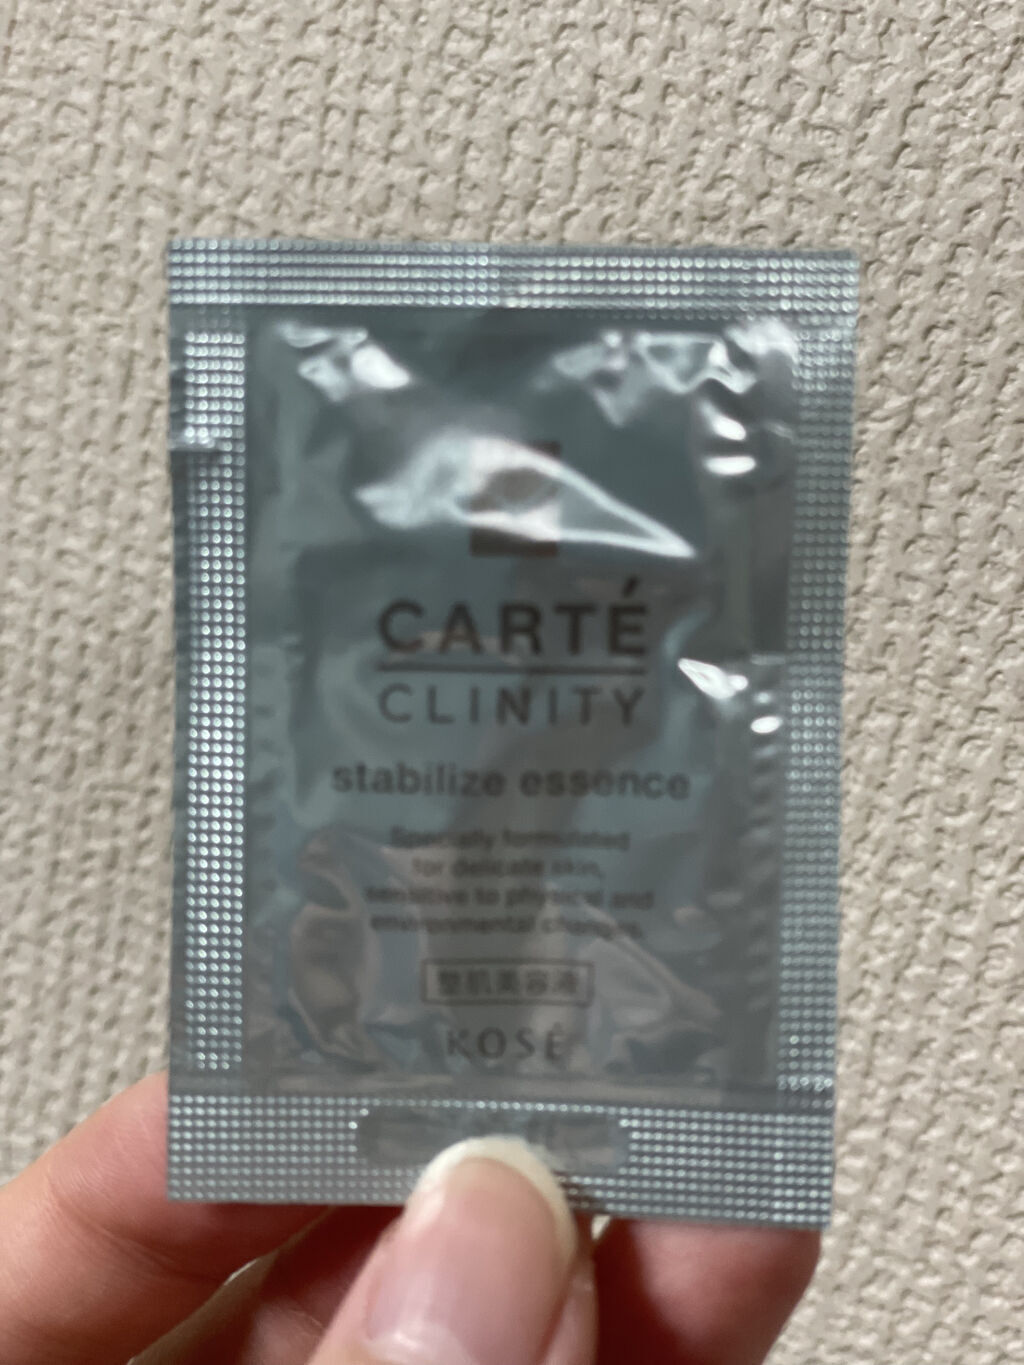 CARTÉ
CLINITY
stabilize essence
Specially formulated
for delicate skin,
sensitive to physical and
environmental changes.
整肌美容液
KOSÉ